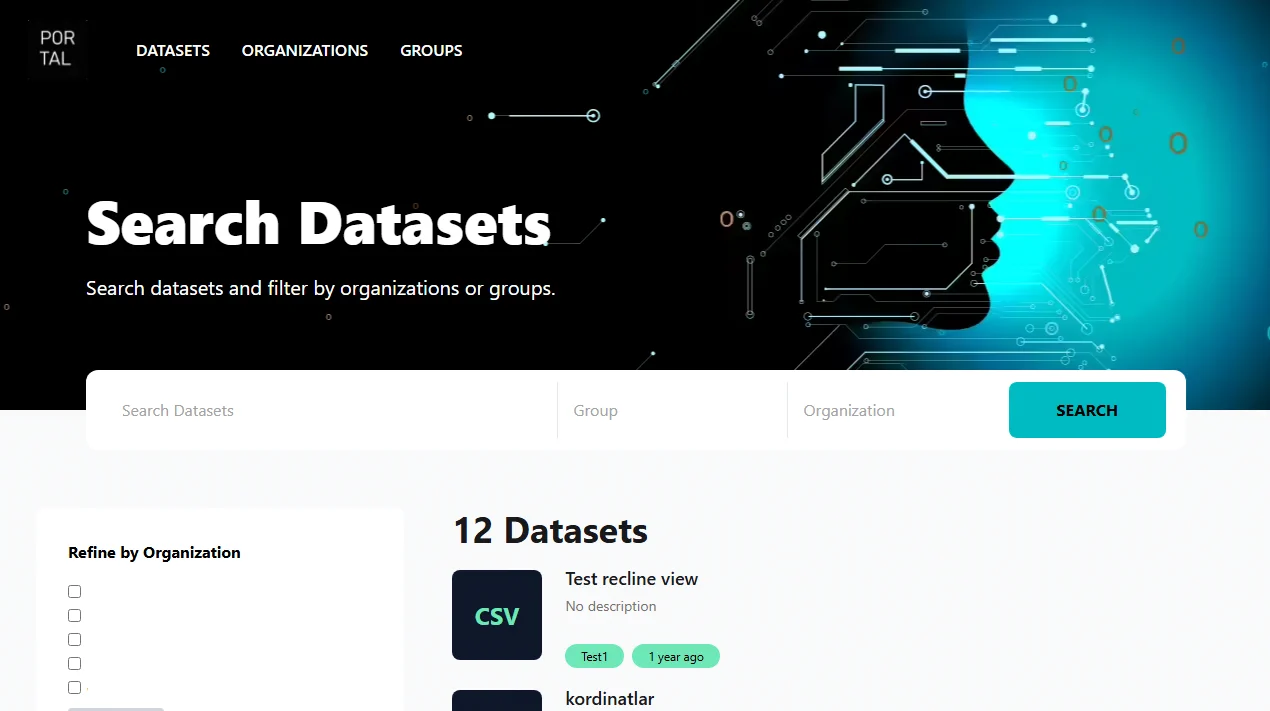 POR
TAL
DATASETS ORGANIZATIONS GROUPS
Search Datasets
Search datasets and filter by organizations or groups.
Search Datasets Group Organization SEARCH
Refine by Organization
12 Datasets
CSV
Test recline view
No description
Test1 1 year ago
kordinatlar